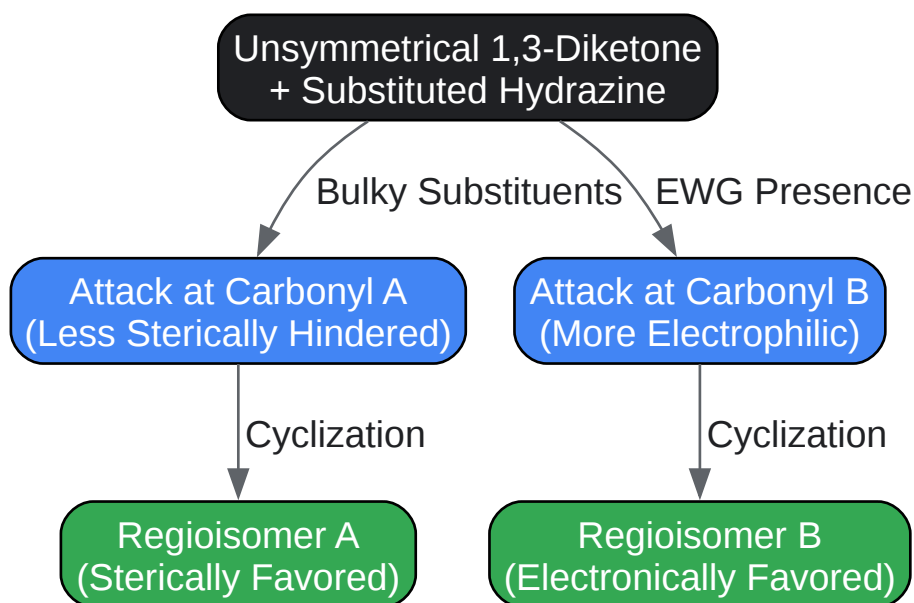 Unsymmetrical 1,3-Diketone
+ Substituted Hydrazine
Bulky Substituents
EWG Presence
Attack at Carbonyl A
(Less Sterically Hindered)
Attack at Carbonyl B
(More Electrophilic)
Cyclization
Cyclization
Regioisomer A
(Sterically Favored)
Regioisomer B
(Electronically Favored)